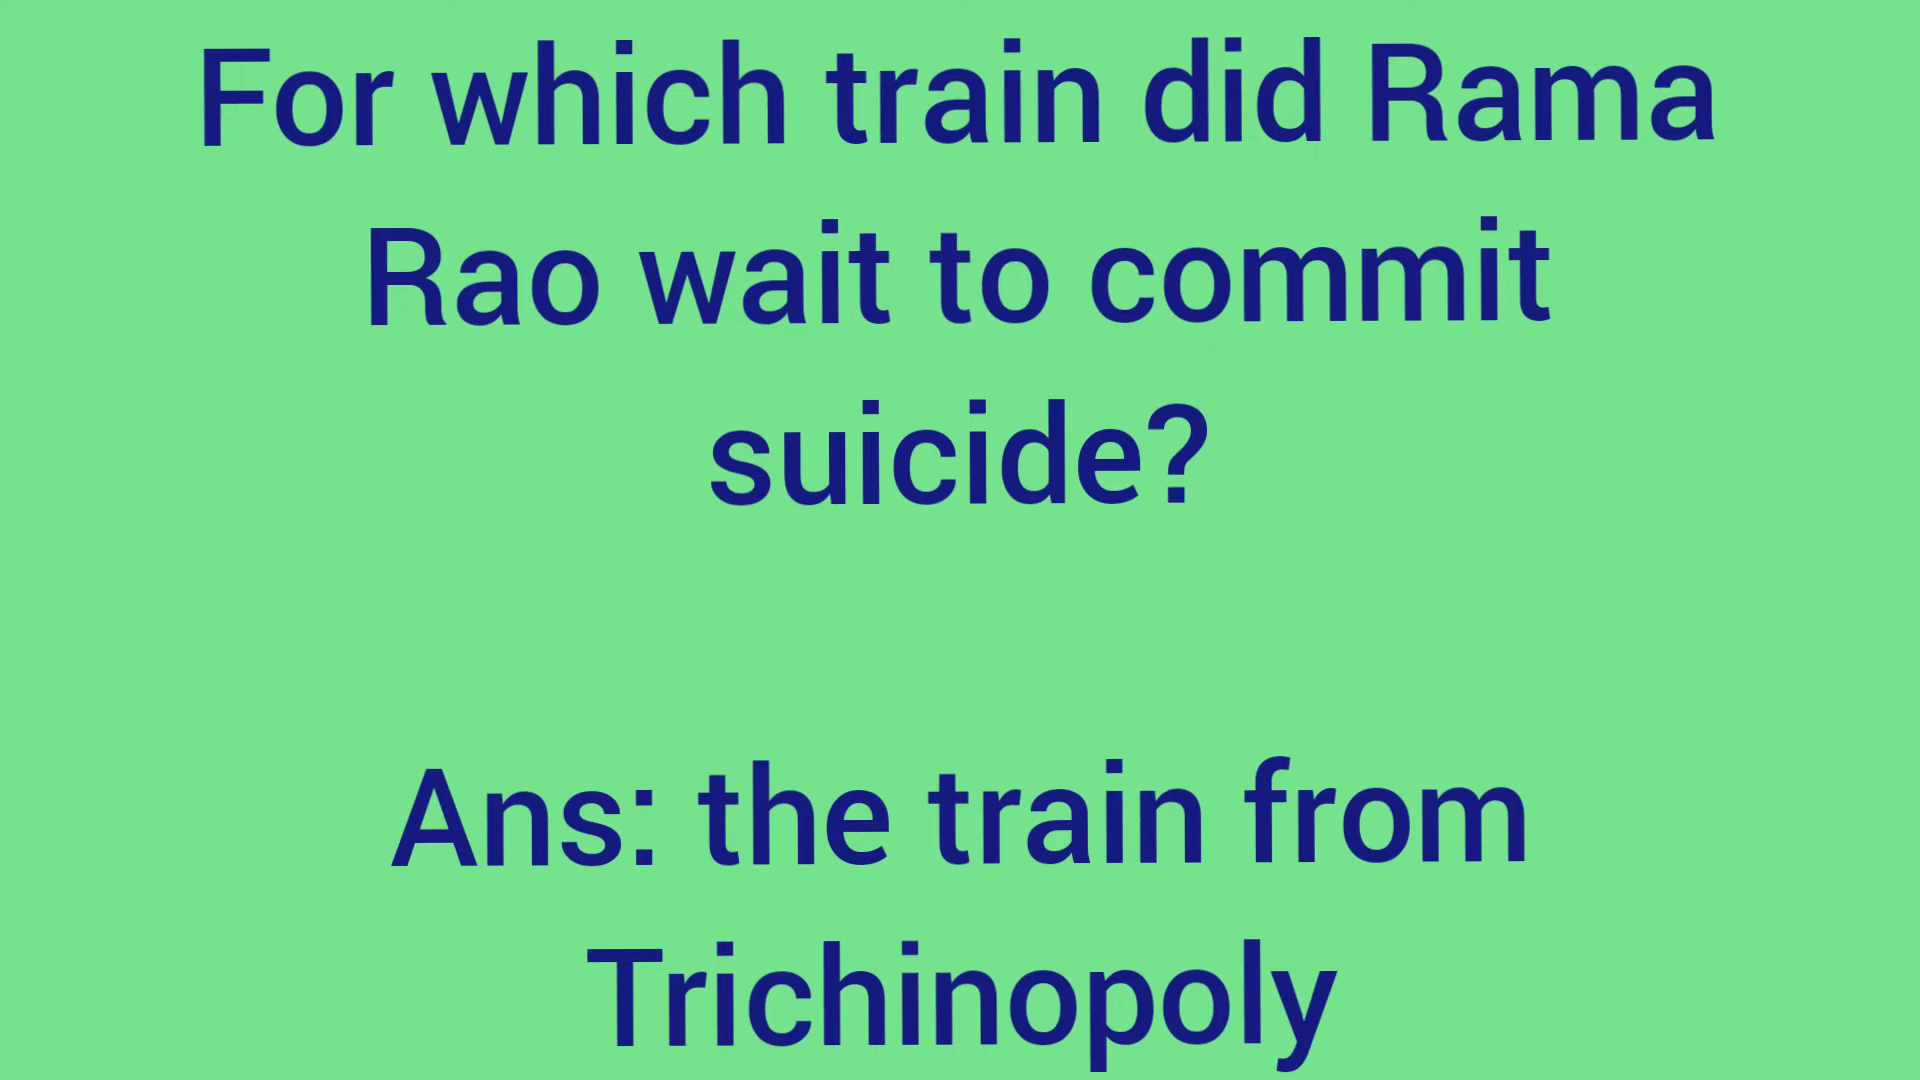 For which train did Rama
Rao wait to commit
suicide?
Ans: the train from
Trichinopoly